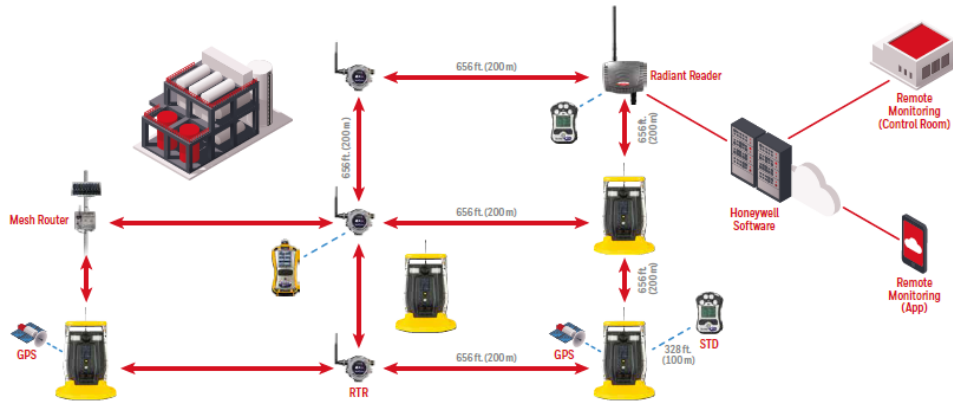 656 ft. (200 m)
Radiant Reader
Remote
Monitoring
(Control Room)
656 ft. (200 m)
656 ft.
(200 m)
Mesh Router
656 ft. (200 m)
Honeywell
Software
656 ft.
(200 m)
Remote
Monitoring
(App)
GPS
GPS
STD
328 ft.
(100 m)
656 ft. (200 m)
RTR